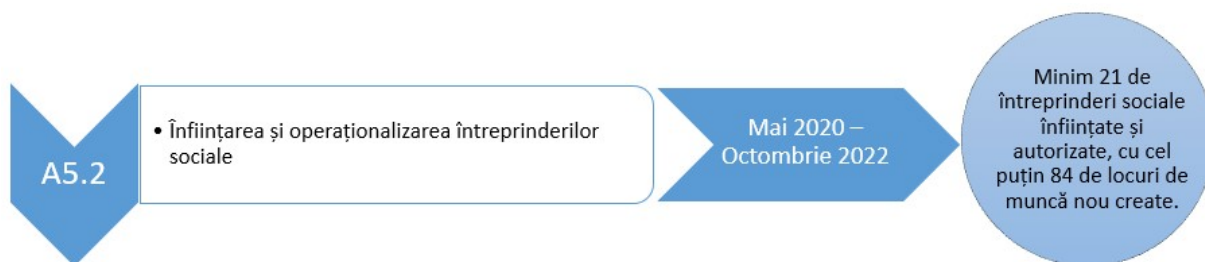 A5.2
• Înființarea și operaționalizarea întreprinderilor
sociale
Mai 2020 –
Octombrie 2022
Minim 21 de
întreprinderi sociale
înființate și
autorizate, cu cel
puțin 84 de locuri de
muncă nou create.